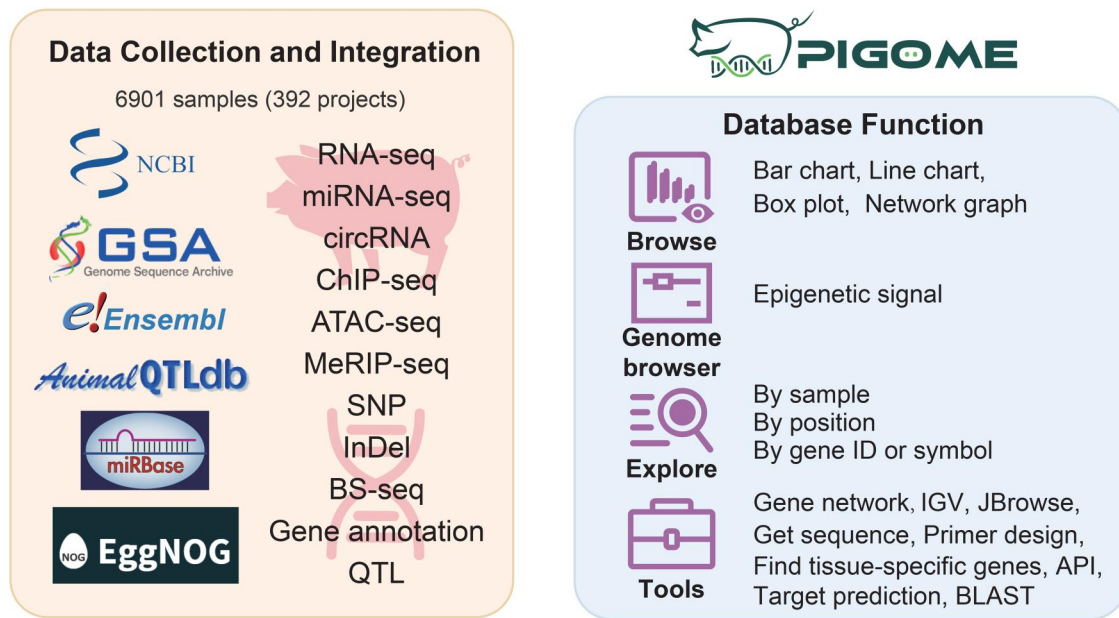 Data Collection and Integration
6901 samples (392 projects)
NCBI
GSA
Genome Sequence Archive
e!Ensembl
Animal QTLdb
miRBase
NOG
EggNOG
RNA-seq
miRNA-seq
circRNA
ChIP-seq
ATAC-seq
MeRIP-seq
SNP
InDel
BS-seq
Gene annotation
QTL
PIGOME
Database Function
Browse
Bar chart, Line chart,
Box plot, Network graph
Genome
browser
Epigenetic signal
Explore
By sample
By position
By gene ID or symbol
Tools
Gene network, IGV, JBrowse,
Get sequence, Primer design,
Find tissue-specific genes, API,
Target prediction, BLAST